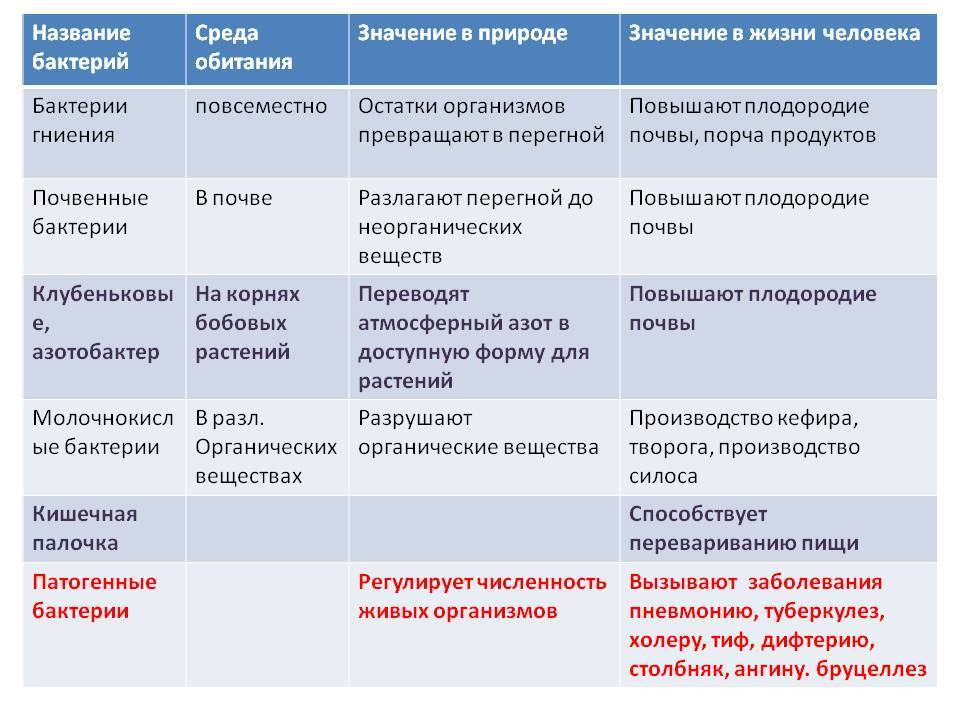 Название
бактерий
Среда
обитания
Значение в природе
Значение в жизни человека
Бактерии
гниения
повсеместно
Остатки организмов
превращают в перегной
Повышают плодородие
почвы, порча продуктов
Почвенные
бактерии
В почве
Разлагают перегной до
неорганических
веществ
Повышают плодородие
почвы
Клубеньковы
е,
азотобактер
На корнях
бобовых
растений
Переводят
атмосферный азот в
доступную форму для
растений
Повышают плодородие
почвы
Молочнокисл
ые бактерии
В разл.
Органических
веществах
Разрушают
органические вещества
Производство кефира,
творога, производство
силоса
Кишечная
палочка
Способствует
перевариванию пищи
Патогенные
бактерии
Регулирует численность
живых организмов
Вызывают заболевания
пневмонию, туберкулез,
холеру, тиф, дифтерию,
столбняк, ангину. бруцеллез